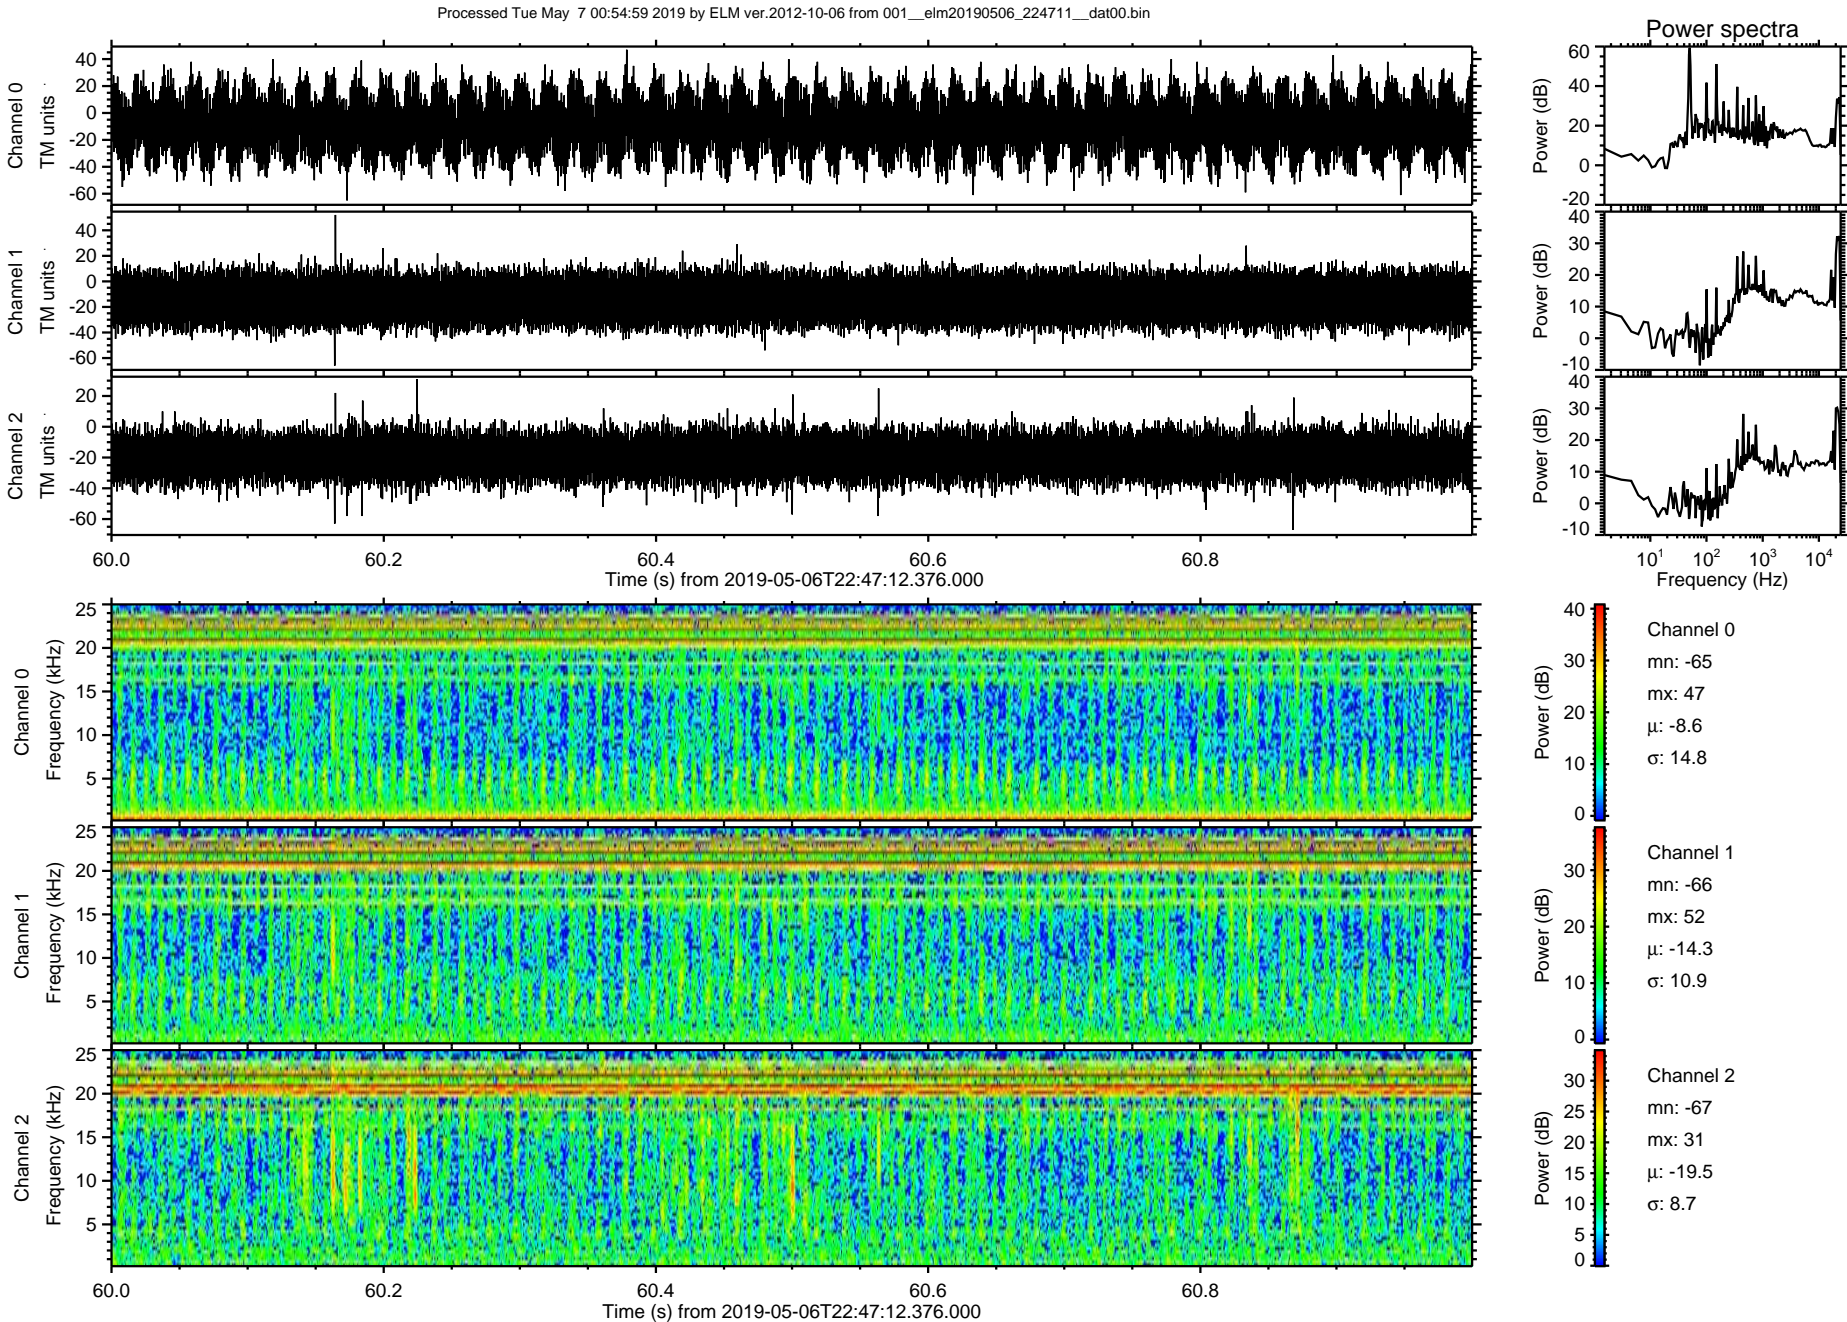 Processed Tue May  7 00:54:59 2019 by ELM ver.2012-10-06 from 001__elm20190506_224711__dat00.bin
Power spectra
Channel 0
TM units
40
20
0
-20
-40
-60
Power (dB)
60
40
20
0
-20
Channel 1
TM units
40
20
0
-20
-40
-60
Power (dB)
40
30
20
10
0
-10
Channel 2
TM units
20
0
-20
-40
-60
Power (dB)
40
30
20
10
0
-10
60.0
60.2
60.4
60.6
60.8
Time (s) from 2019-05-06T22:47:12.376.000
10¹
10²
10³
10⁴
Frequency (Hz)
Channel 0
Frequency (kHz)
25
20
15
10
5
Power (dB)
40
30
20
10
0
Channel 0
mn: -65
mx: 47
μ: -8.6
σ: 14.8
Channel 1
Frequency (kHz)
25
20
15
10
5
Power (dB)
30
20
10
0
Channel 1
mn: -66
mx: 52
μ: -14.3
σ: 10.9
Channel 2
Frequency (kHz)
25
20
15
10
5
Power (dB)
30
25
20
15
10
5
0
Channel 2
mn: -67
mx: 31
μ: -19.5
σ: 8.7
60.0
60.2
60.4
60.6
60.8
Time (s) from 2019-05-06T22:47:12.376.000